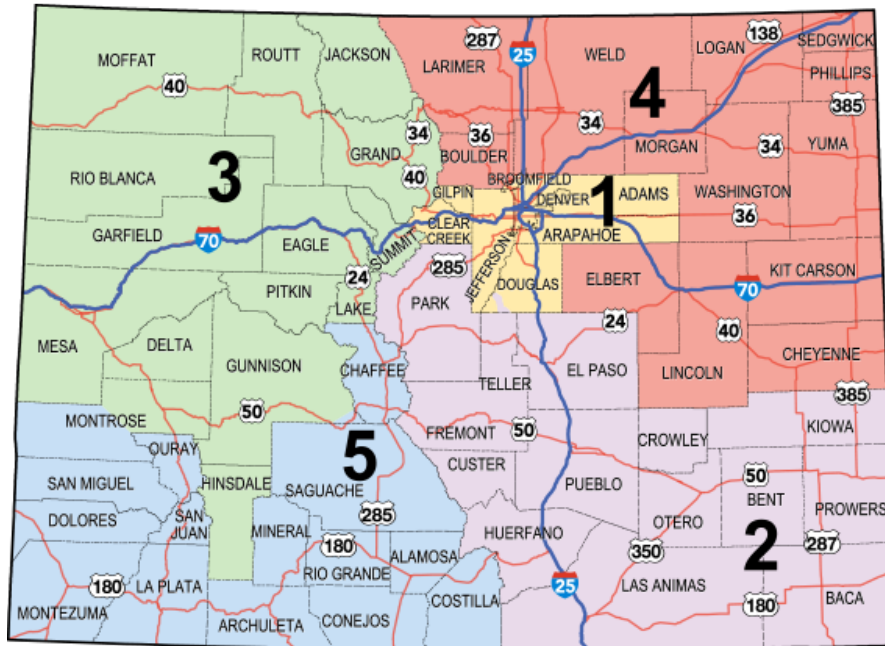 MOFFAT
ROUTT
JACKSON
287
LARIMER
25
WELD
LOGAN
138
SEDGWICK
PHILLIPS
385
40
4
34
36
34
MORGAN
34
YUMA
GRAND
BOULDER
40
3
RIO BLANCA
GILPIN
BROOMFIELD
DENVER
1
ADAMS
WASHINGTON
36
GARFIELD
70
EAGLE
SUMMIT
CLEAR
CREEK
ARAPAHOE
285
JEFFERSON
24
PITKIN
LAKE
PARK
DOUGLAS
ELBERT
70
KIT CARSON
24
40
MESA
DELTA
GUNNISON
CHAFFEE
TELLER
EL PASO
LINCOLN
CHEYENNE
385
MONTROSE
50
FREMONT
50
CROWLEY
KIOWA
OURAY
5
SAN MIGUEL
HINSDALE
SAGUACHE
CUSTER
PUEBLO
50
BENT
DOLORES
SAN
JUAN
MINERAL
285
OTERO
PROWERS
180
RIO GRANDE
ALAMOSA
HUERFANO
350
2
287
180
LA PLATA
25
LAS ANIMAS
180
BACA
MONTEZUMA
ARCHULETA
CONEJOS
COSTILLA